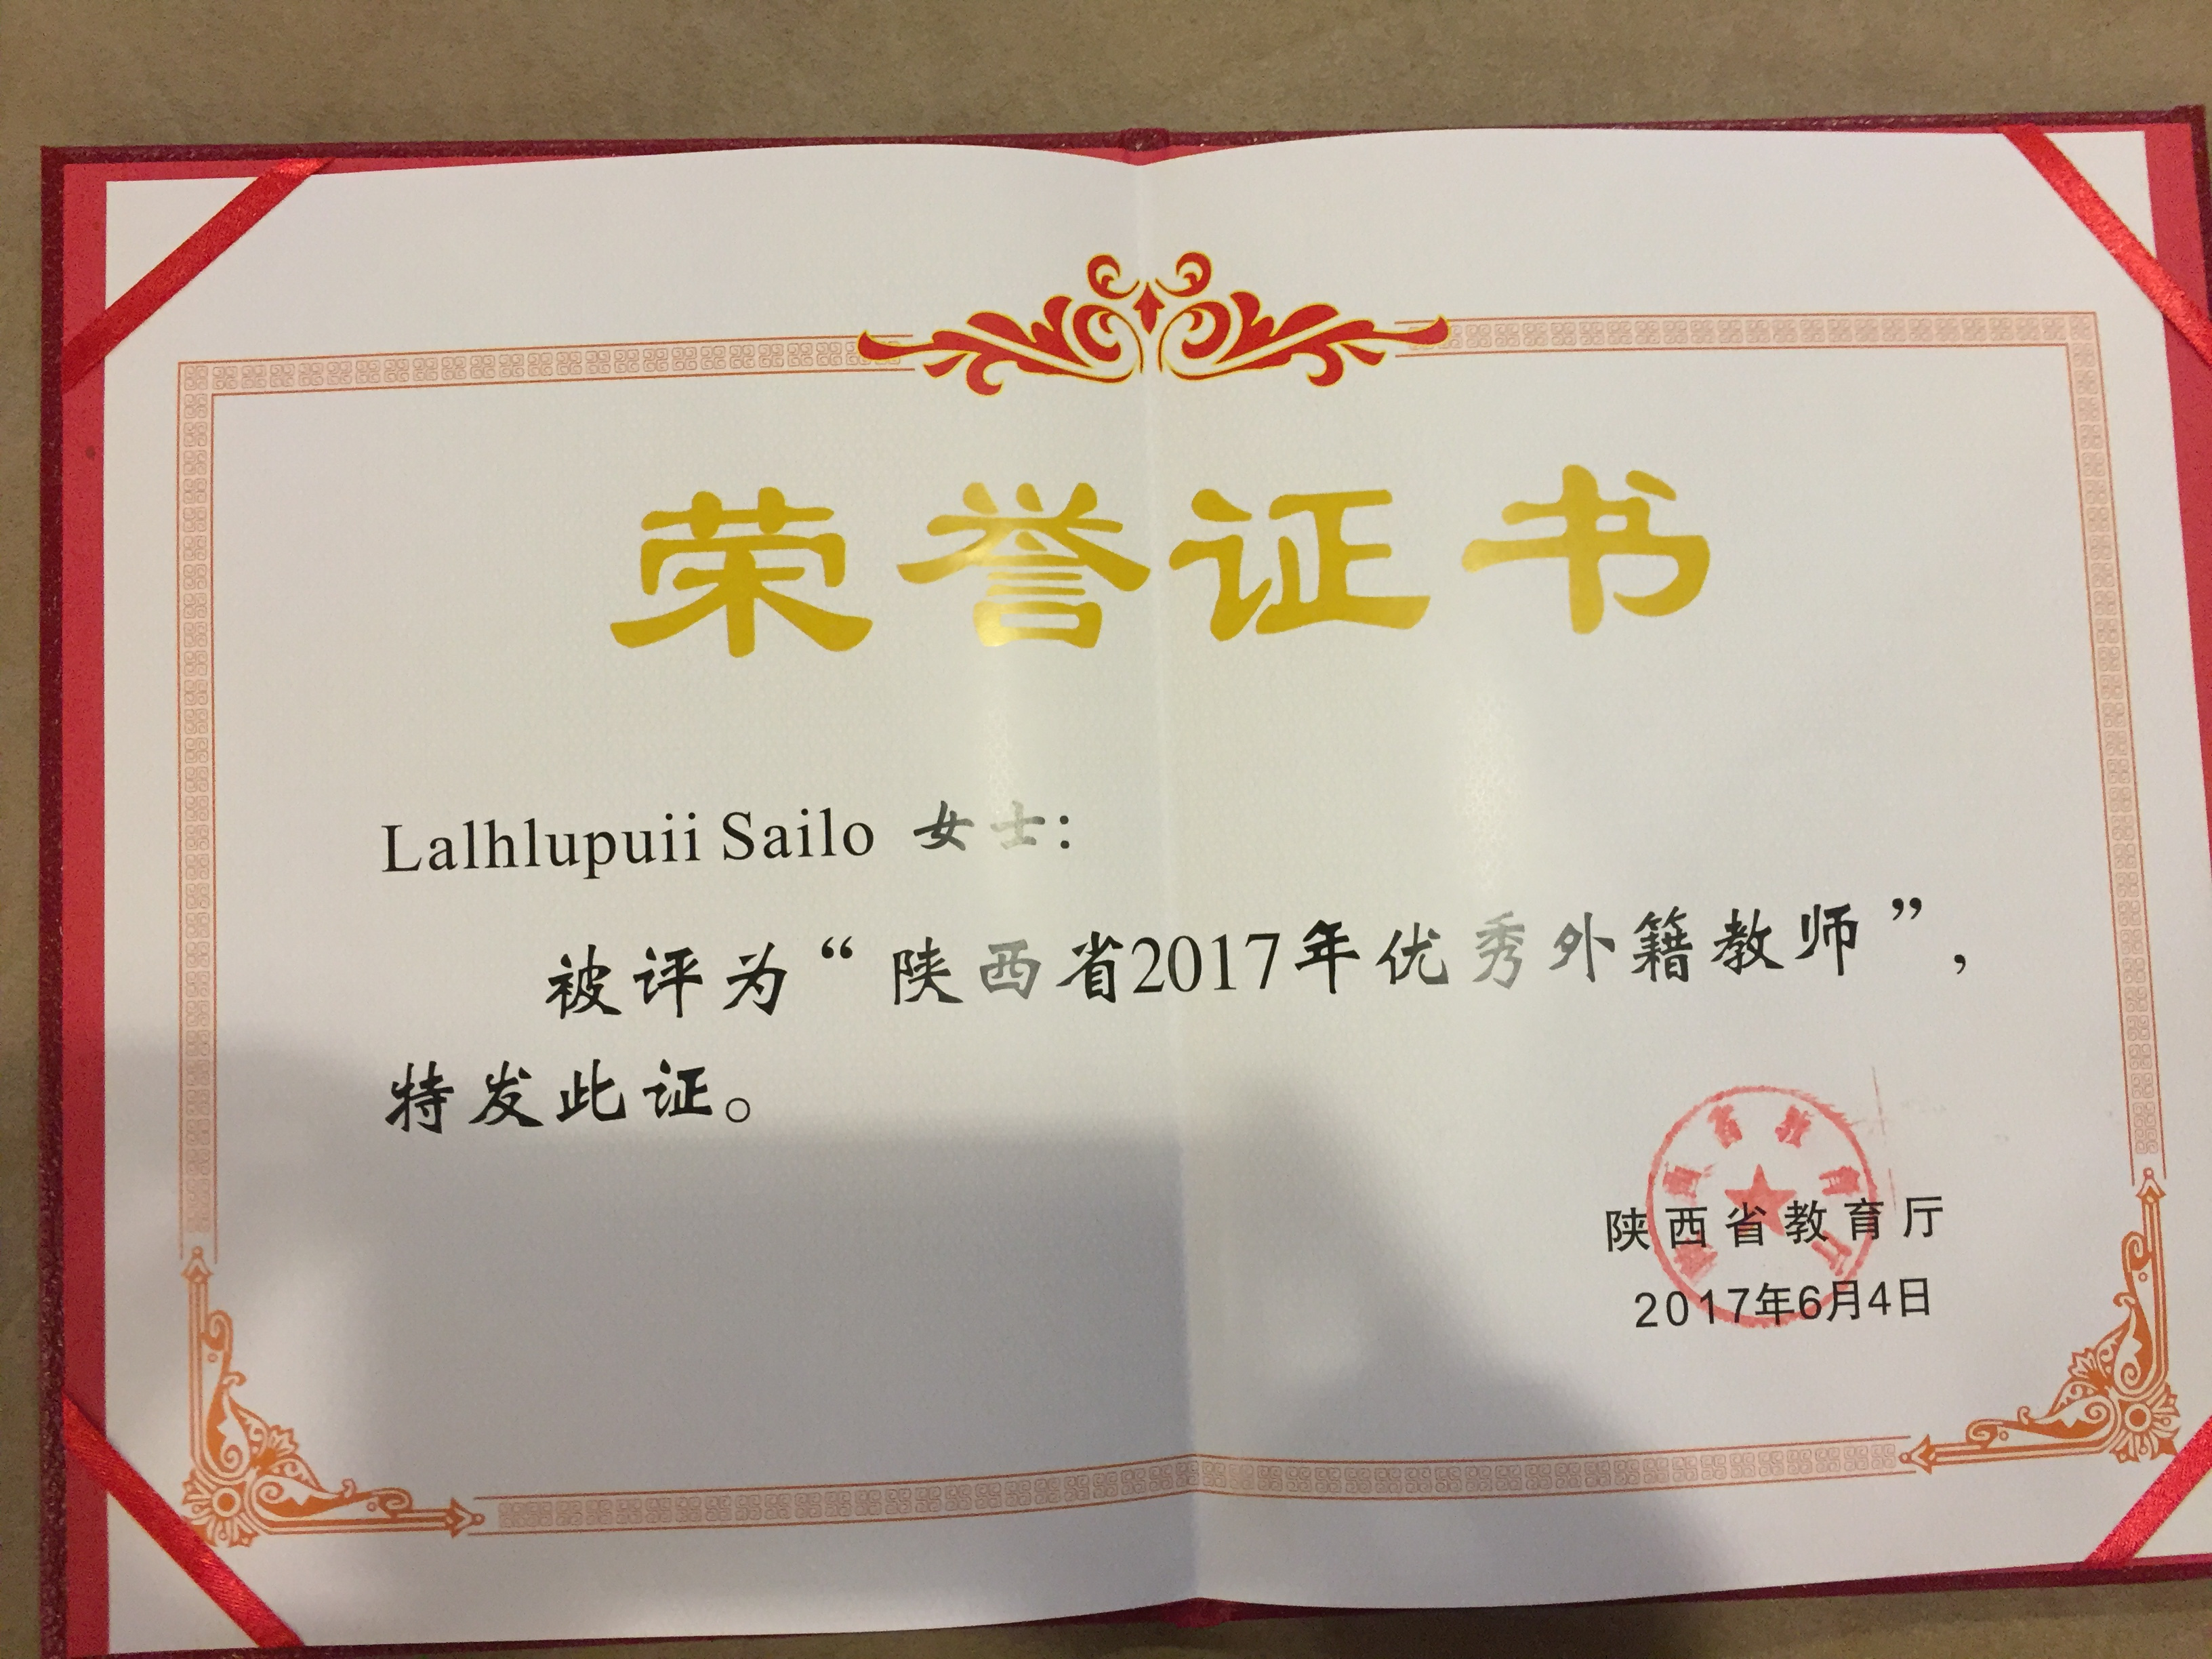 荣誉证书
Lalhlupuii Sailo 女士：
被评为“陕西省2017年优秀外籍教师”，
特发此证。
陕西省教育厅
2017年6月4日